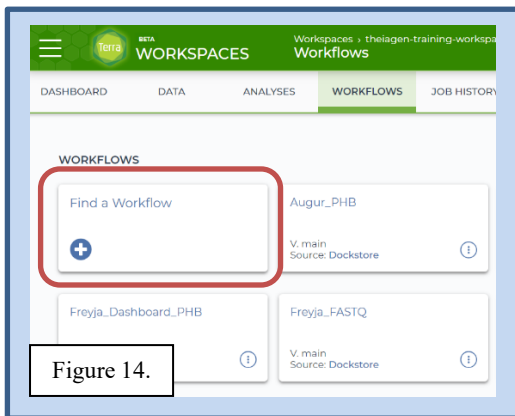 Terra
BETA
WORKSPACES
Workspaces › theiagen-training-workspa
Workflows
DASHBOARD DATA ANALYSES WORKFLOWS JOB HISTORY
WORKFLOWS
Find a Workflow
Augur_PHB
V. main
Source: Dockstore
Freyja_Dashboard_PHB
Freyja_FASTQ
V. main
Source: Dockstore
Figure 14.